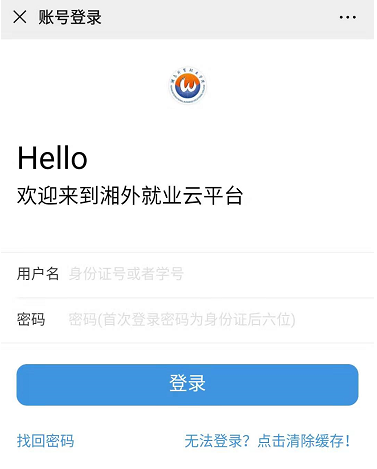 账号登录
Hello
欢迎来到湘外就业云平台
用户名 身份证号或者学号
密码 密码(首次登录密码为身份证后六位)
登录
找回密码 无法登录？点击清除缓存！